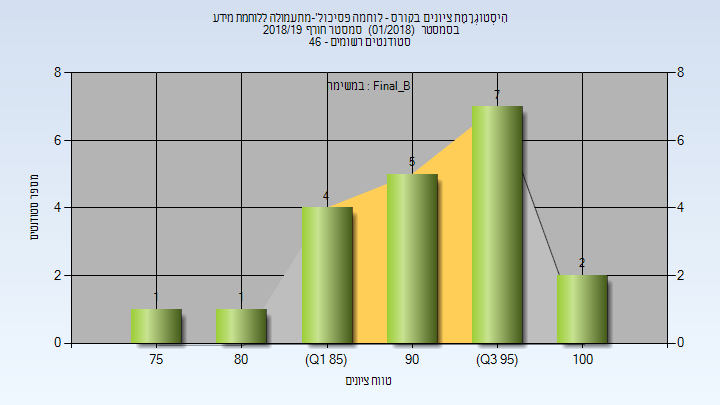 הִיסְטוֹגְרַמַת ציונים בקורס - לוחמה פסיכול'-מתעמולה ללוחמת מידע
בסמסטר (01/2018) סמסטר חורף 2018/19
סטודנטים רשומים - 46
במשימה : Final_B
מספר סטודנטים
8
6
4
2
0
8
6
4
2
0
1
1
4
5
7
2
75
80
(Q1 85)
90
(Q3 95)
100
טווח ציונים